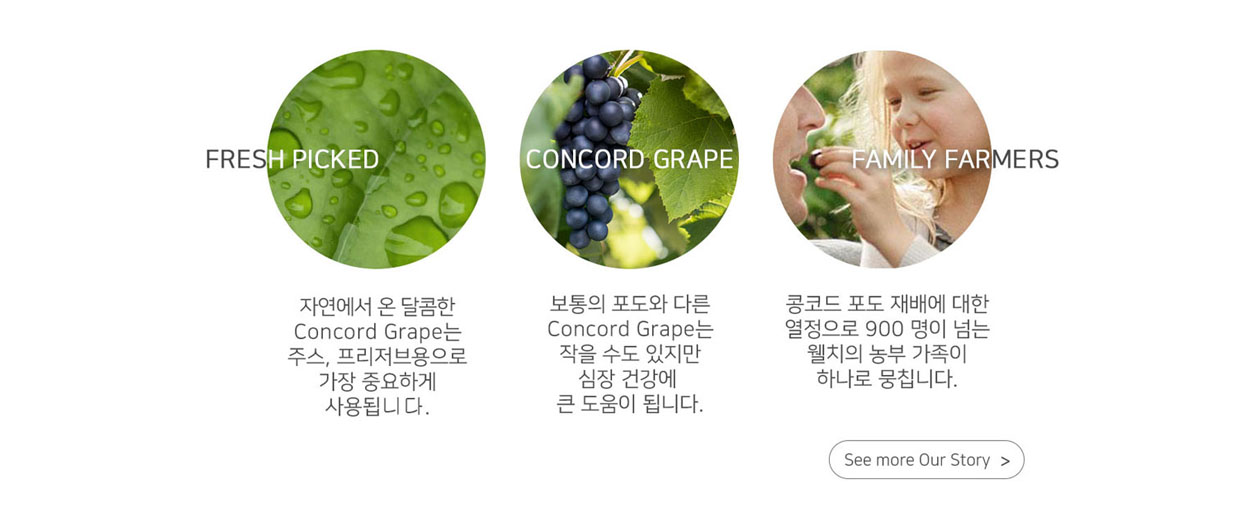 FRESH PICKED
자연에서 온 달콤한
Concord Grape는
주스, 프리저브용으로
가장 중요하게
사용됩니다.
CONCORD GRAPE
보통의 포도와 다른
Concord Grape는
작을 수도 있지만
심장 건강에
큰 도움이 됩니다.
FAMILY FARMERS
콩코드 포도 재배에 대한
열정으로 900 명이 넘는
웰치의 농부 가족이
하나로 뭉칩니다.
See more Our Story >